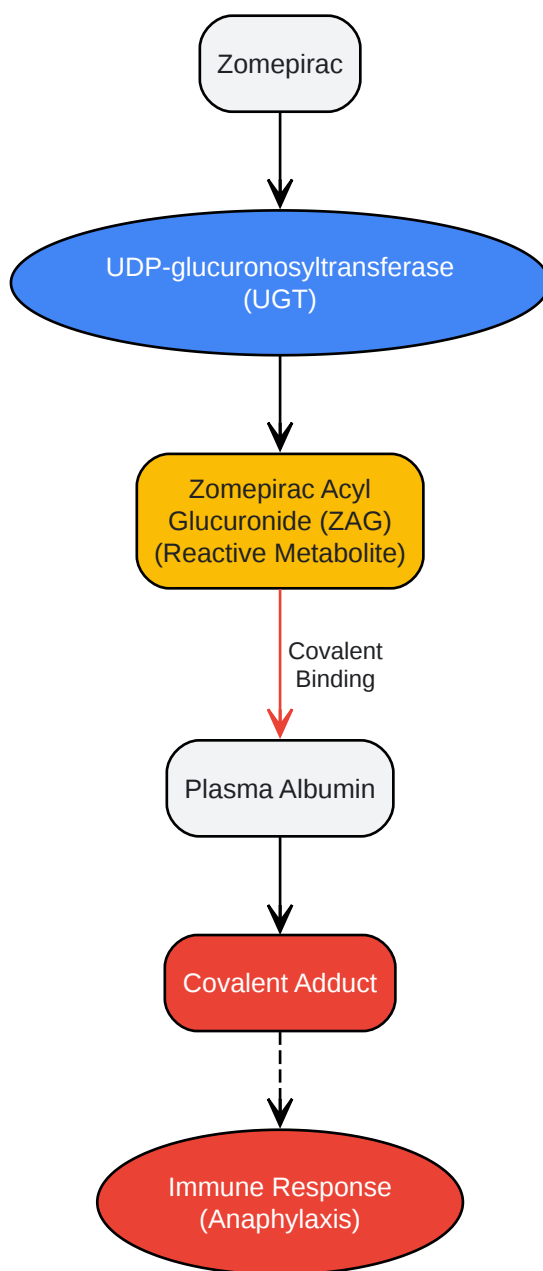 Zomepirac
UDP-glucuronosyltransferase
(UGT)
Zomepirac Acyl
Glucuronide (ZAG)
(Reactive Metabolite)
Covalent
Binding
Plasma Albumin
Covalent Adduct
Immune Response
(Anaphylaxis)